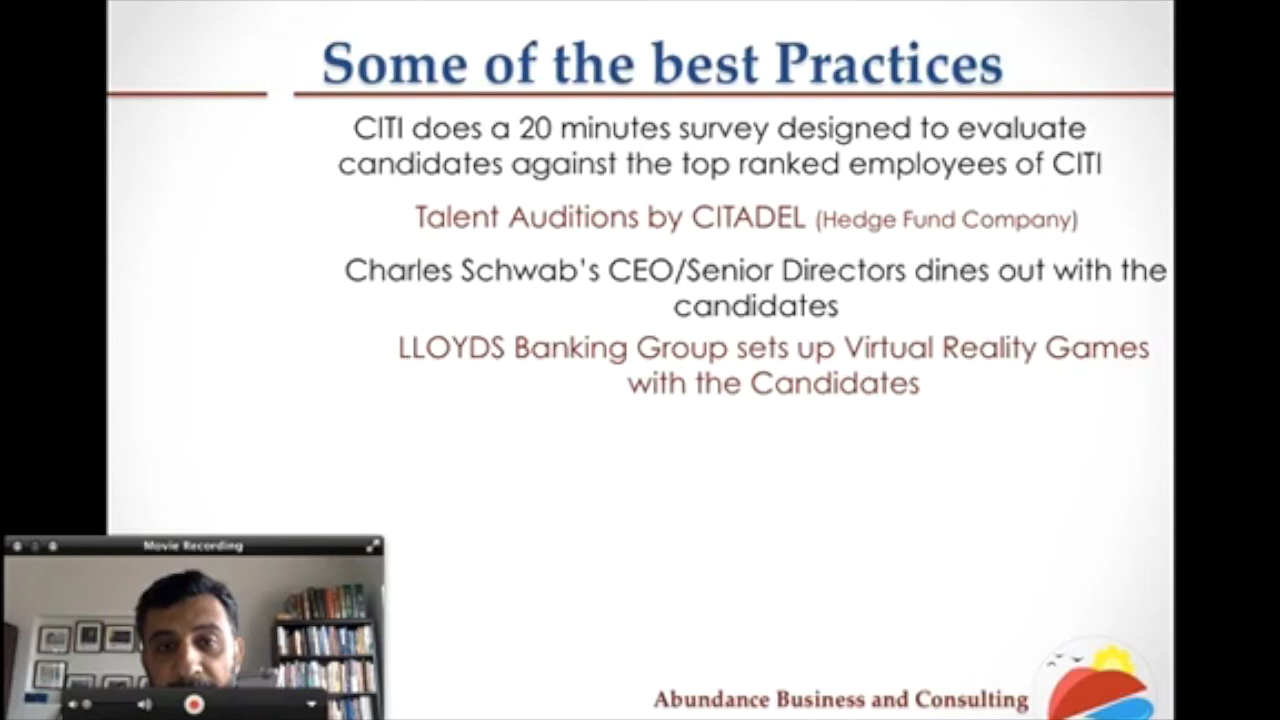 Some of the best Practices
CITI does a 20 minutes survey designed to evaluate
candidates against the top ranked employees of CITI
Talent Auditions by CITADEL (Hedge Fund Company)
Charles Schwab's CEO/Senior Directors dines out with the
candidates
LLOYDS Banking Group sets up Virtual Reality Games
with the Candidates
Movie Recording
Abundance Business and Consulting